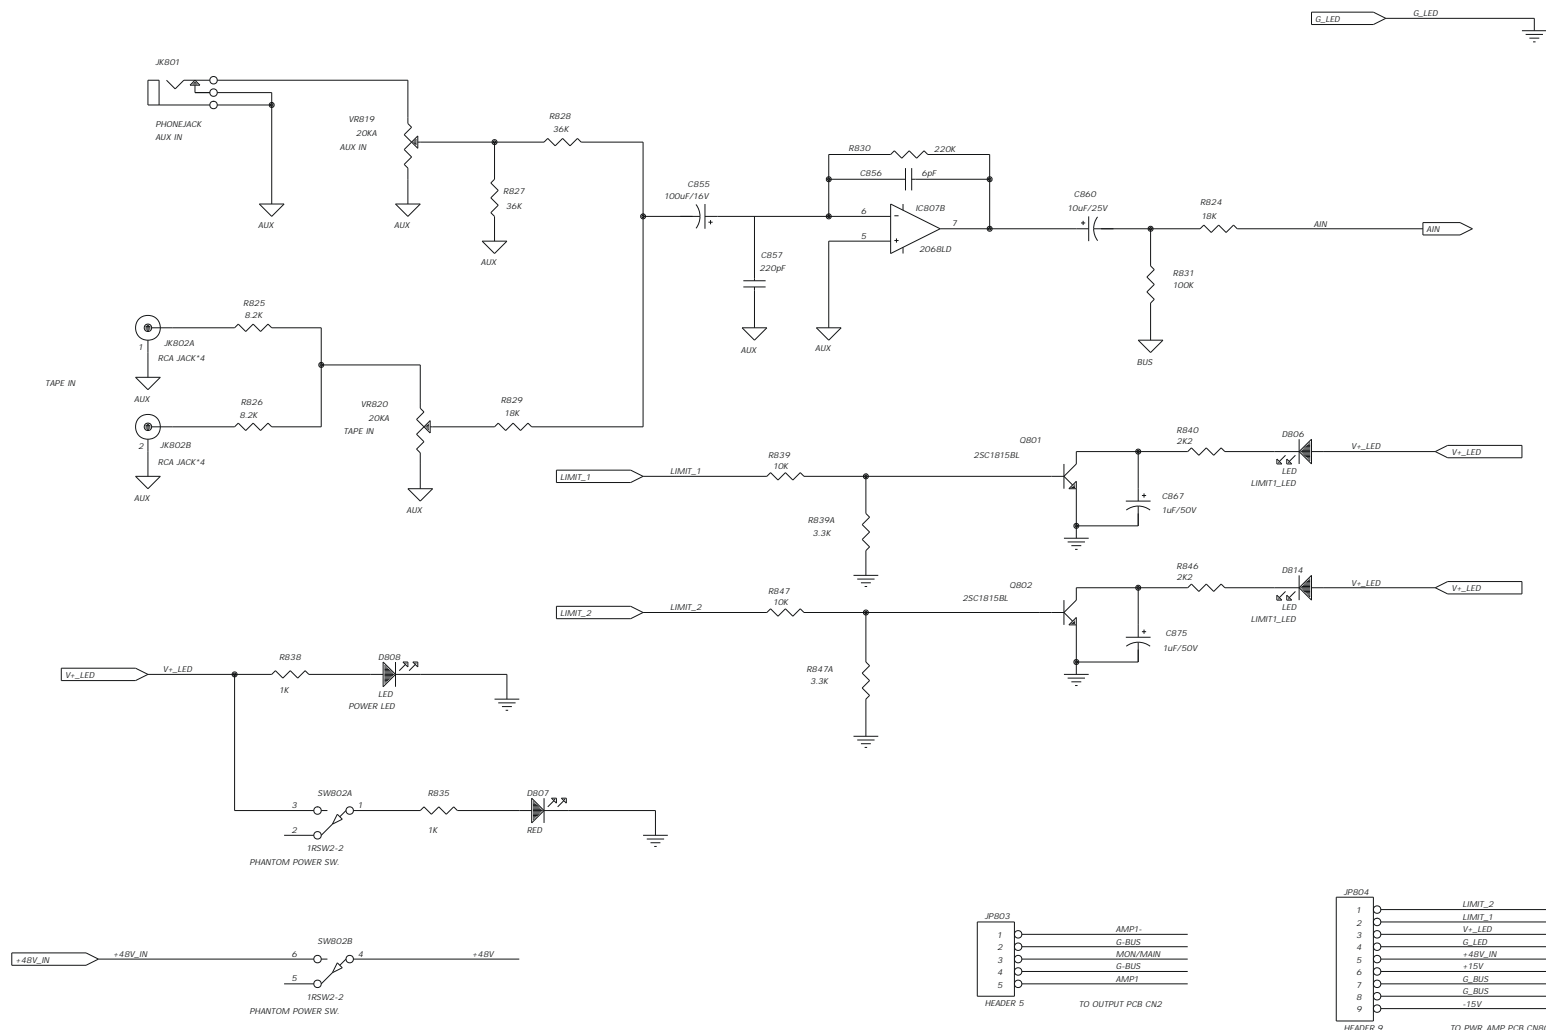 G_LED
G_LED
JK801
PHONEJACK
AUX IN
VR819
20KA
AUX IN
R828
36K
R827
36K
AUX
AUX
AUX
C855
100uF/16V
+
C857
220pF
AUX
R830
220K
C856
6pF
6
5
IC807B
7
2068LD
-
+
AUX
C860
10uF/25V
+
R824
18K
AIN
AIN
R831
100K
BUS
R825
8.2K
1
JK802A
RCA JACK*4
AUX
TAPE IN
R826
8.2K
2
JK802B
RCA JACK*4
AUX
VR820
20KA
TAPE IN
R829
18K
AUX
LIMIT_1
LIMIT_1
R839
10K
R839A
3.3K
Q801
2SC1815BL
R840
2K2
D806
LED
LIMIT1_LED
V+_LED
V+_LED
+
C867
1uF/50V
LIMIT_2
LIMIT_2
R847
10K
R847A
3.3K
Q802
2SC1815BL
R846
2K2
D814
LED
LIMIT1_LED
V+_LED
V+_LED
+
C875
1uF/50V
V+_LED
V+_LED
R838
1K
D808
LED
POWER LED
SW802A
3
1
2
1RSW2-2
PHANTOM POWER SW.
R835
1K
D807
RED
+48V_IN
+48V_IN
SW802B
6
4
5
1RSW2-2
PHANTOM POWER SW.
+48V
JP803
1 AMP1-
2 G-BUS
3 MON/MAIN
4 G-BUS
5 AMP1
HEADER 5
TO OUTPUT PCB CN2
JP804
1 LIMIT_2
2 LIMIT_1
3 V+_LED
4 G_LED
5 +48V_IN
6 +15V
7 G_BUS
8 G_BUS
9 -15V
HEADER 9
TO PWR AMP PCB